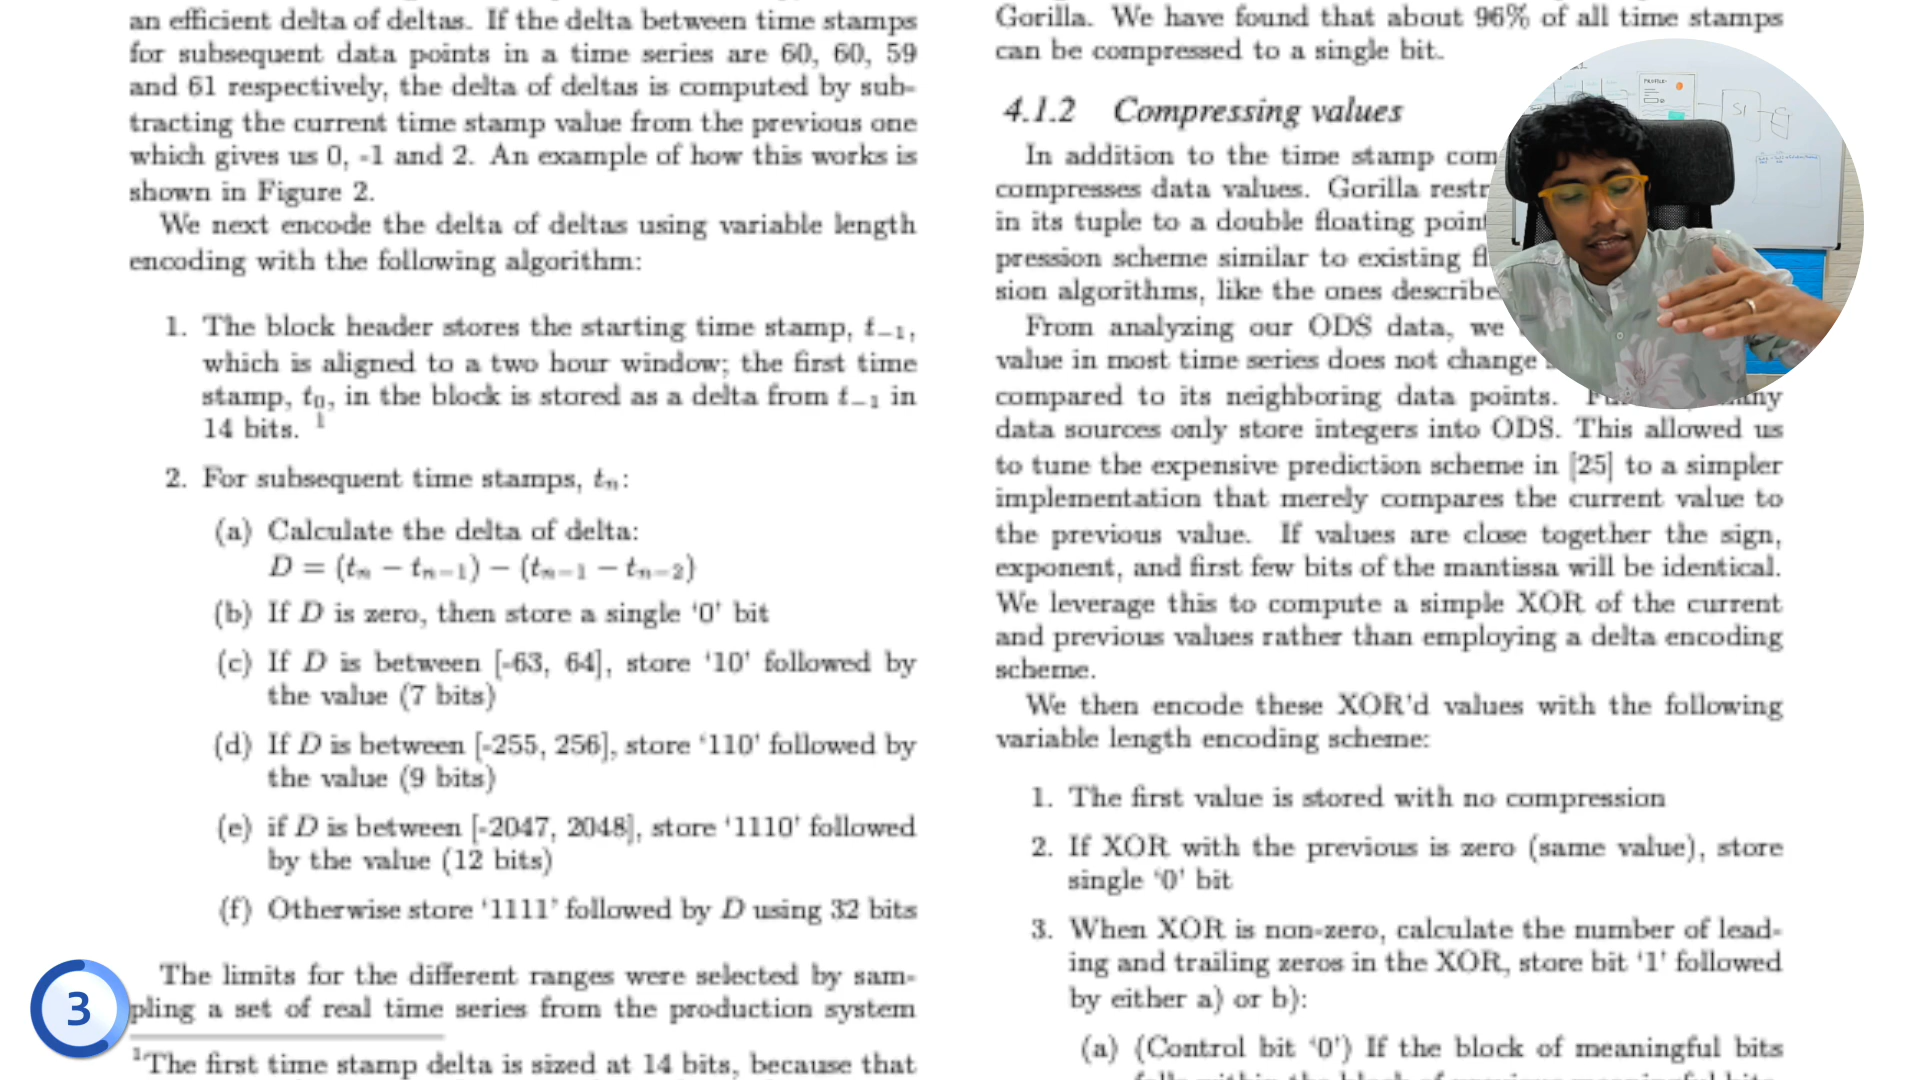 an efficient delta of deltas. If the delta between time stamps
for subsequent data points in a time series are 60, 60, 59
and 61 respectively, the delta of deltas is computed by sub-
tracting the current time stamp value from the previous one
which gives us 0, -1 and 2. An example of how this works is
shown in Figure 2.
We next encode the delta of deltas using variable length
encoding with the following algorithm:
1. The block header stores the starting time stamp, t₋₁,
which is aligned to a two hour window; the first time
stamp, t₀, in the block is stored as a delta from t₋₁ in
14 bits. ¹
2. For subsequent time stamps, tₙ:
(a) Calculate the delta of delta:
D = (tₙ − tₙ₋₁) − (tₙ₋₁ − tₙ₋₂)
(b) If D is zero, then store a single ‘0’ bit
(c) If D is between [-63, 64], store ‘10’ followed by
the value (7 bits)
(d) If D is between [-255, 256], store ‘110’ followed by
the value (9 bits)
(e) if D is between [-2047, 2048], store ‘1110’ followed
by the value (12 bits)
(f) Otherwise store ‘1111’ followed by D using 32 bits
The limits for the different ranges were selected by sam-
pling a set of real time series from the production system
¹The first time stamp delta is sized at 14 bits, because that
3
Gorilla. We have found that about 96% of all time stamps
can be compressed to a single bit.
4.1.2 Compressing values
In addition to the time stamp com
compresses data values. Gorilla restr
in its tuple to a double floating point
pression scheme similar to existing fl
sion algorithms, like the ones describe
From analyzing our ODS data, we
value in most time series does not change
compared to its neighboring data points.
data sources only store integers into ODS. This allowed us
to tune the expensive prediction scheme in [25] to a simpler
implementation that merely compares the current value to
the previous value. If values are close together the sign,
exponent, and first few bits of the mantissa will be identical.
We leverage this to compute a simple XOR of the current
and previous values rather than employing a delta encoding
scheme.
We then encode these XOR’d values with the following
variable length encoding scheme:
1. The first value is stored with no compression
2. If XOR with the previous is zero (same value), store
single ‘0’ bit
3. When XOR is non-zero, calculate the number of lead-
ing and trailing zeros in the XOR, store bit ‘1’ followed
by either a) or b):
(a) (Control bit ‘0’) If the block of meaningful bits
S1